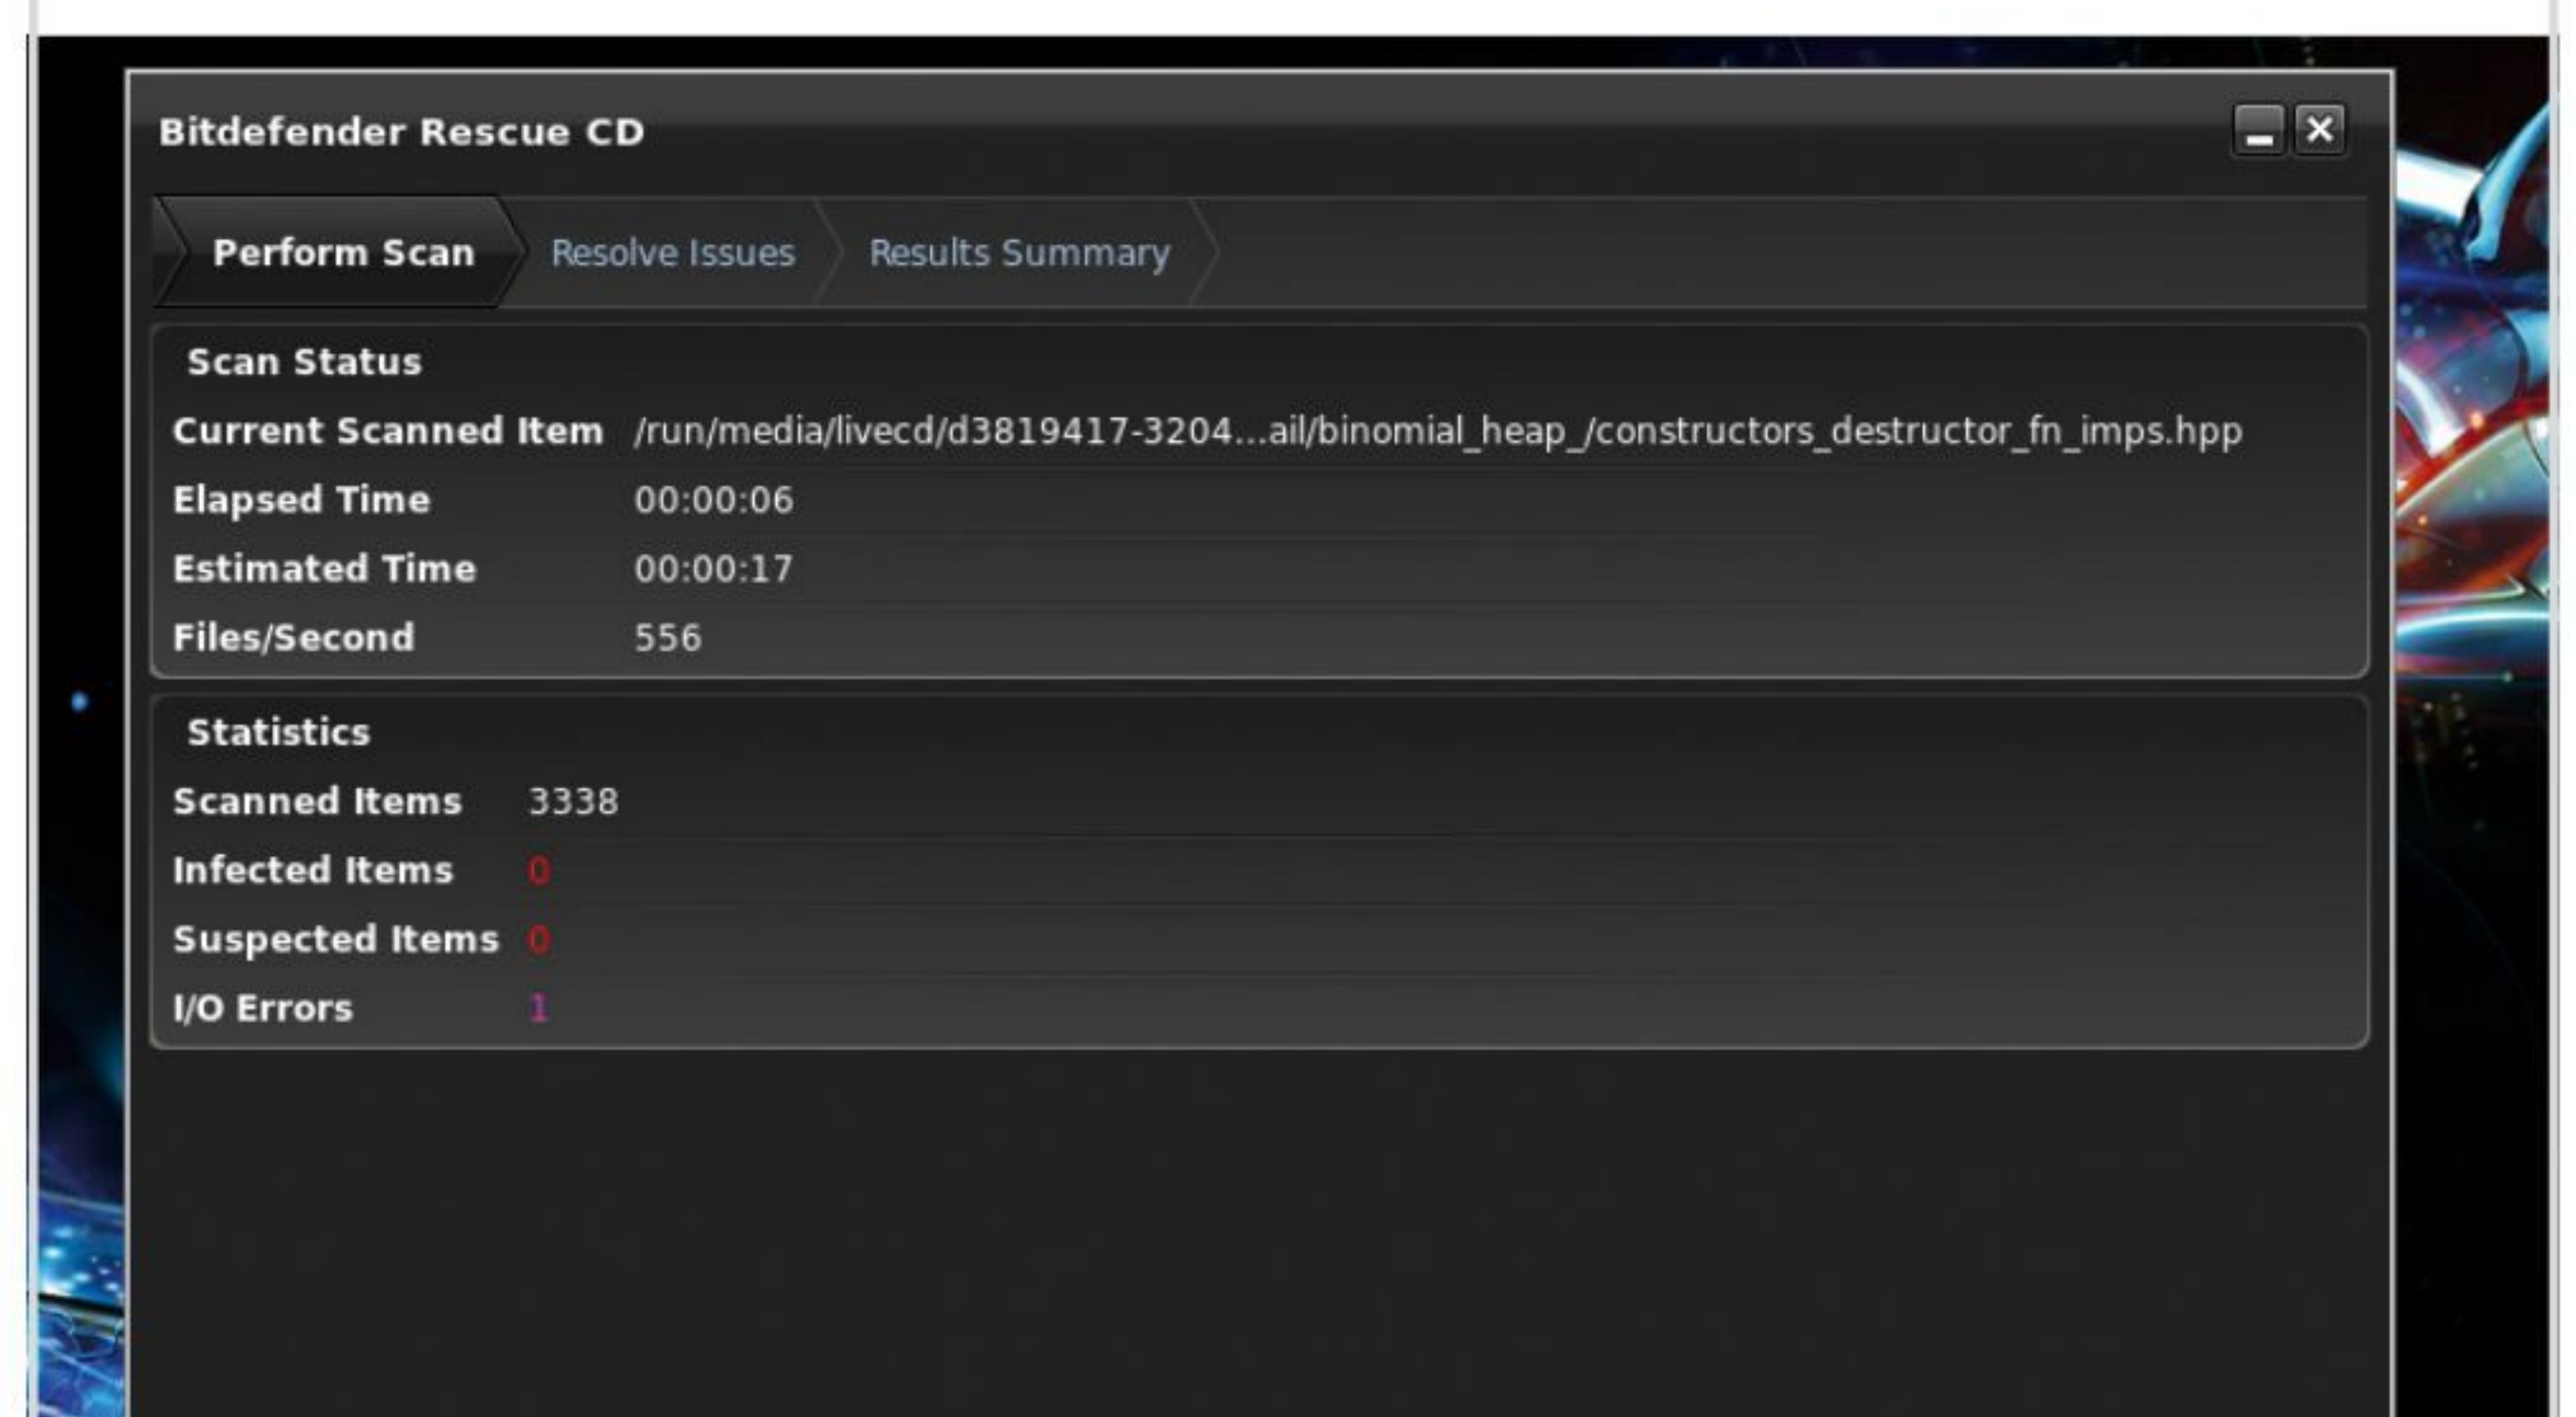 Bitdefender Rescue CD
Perform Scan Resolve Issues Results Summary
Scan Status
Current Scanned Item /run/media/livecd/d3819417-3204...ail/binomial_heap_/constructors_destructor_fn_imps.hpp
Elapsed Time 00:00:06
Estimated Time 00:00:17
Files/Second 556
Statistics
Scanned Items 3338
Infected Items 0
Suspected Items 0
I/O Errors 1